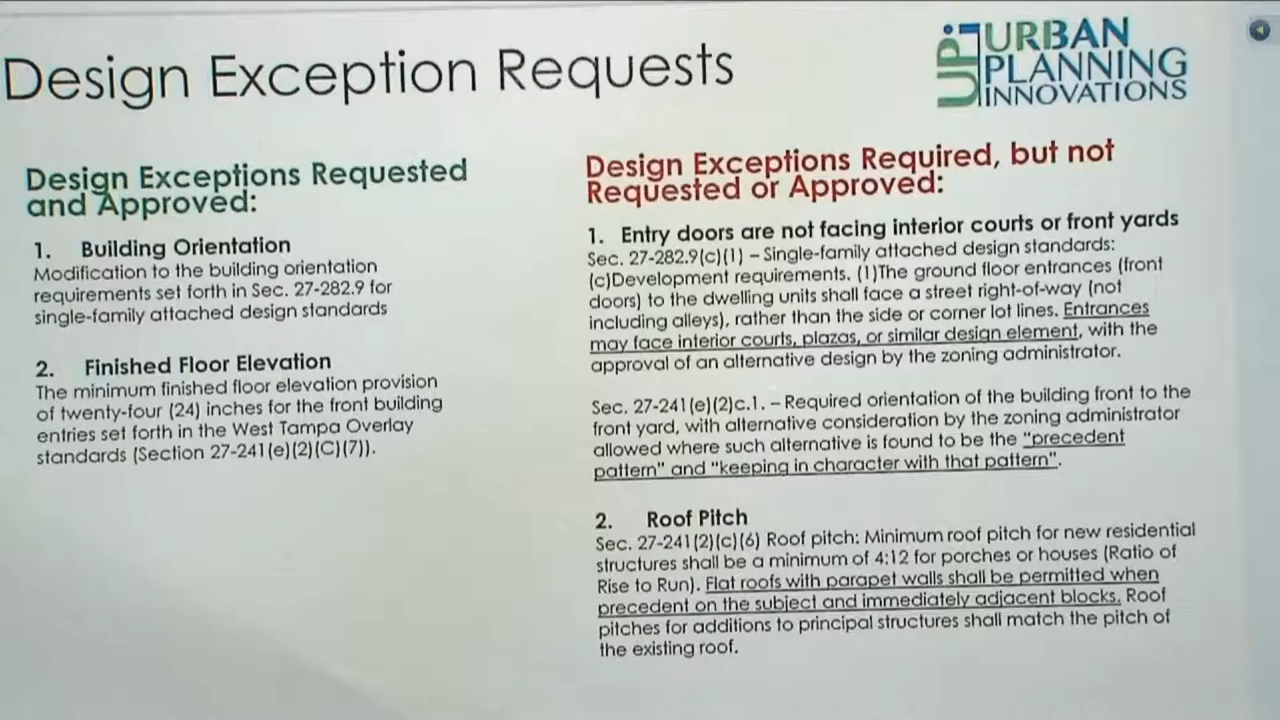 Design Exception Requests
UPI
URBAN
PLANNING
INNOVATIONS
Design Exceptions Requested
and Approved:
1. Building Orientation
Modification to the building orientation
requirements set forth in Sec. 27-282.9 for
single-family attached design standards
2. Finished Floor Elevation
The minimum finished floor elevation provision
of twenty-four (24) inches for the front building
entries set forth in the West Tampa Overlay
standards (Section 27-241(e)(2)(C)(7)).
Design Exceptions Required, but not
Requested or Approved:
1. Entry doors are not facing interior courts or front yards
Sec. 27-282.9(c)(1) – Single-family attached design standards:
(c)Development requirements. (1)The ground floor entrances (front
doors) to the dwelling units shall face a street right-of-way (not
including alleys), rather than the side or corner lot lines. Entrances
may face interior courts, plazas, or similar design element, with the
approval of an alternative design by the zoning administrator.
Sec. 27-241(e)(2)c.1. – Required orientation of the building front to the
front yard, with alternative consideration by the zoning administrator
allowed where such alternative is found to be the "precedent
pattern" and "keeping in character with that pattern".
2. Roof Pitch
Sec. 27-241(2)(c)(6) Roof pitch: Minimum roof pitch for new residential
structures shall be a minimum of 4:12 for porches or houses (Ratio of
Rise to Run). Flat roofs with parapet walls shall be permitted when
precedent on the subject and immediately adjacent blocks. Roof
pitches for additions to principal structures shall match the pitch of
the existing roof.